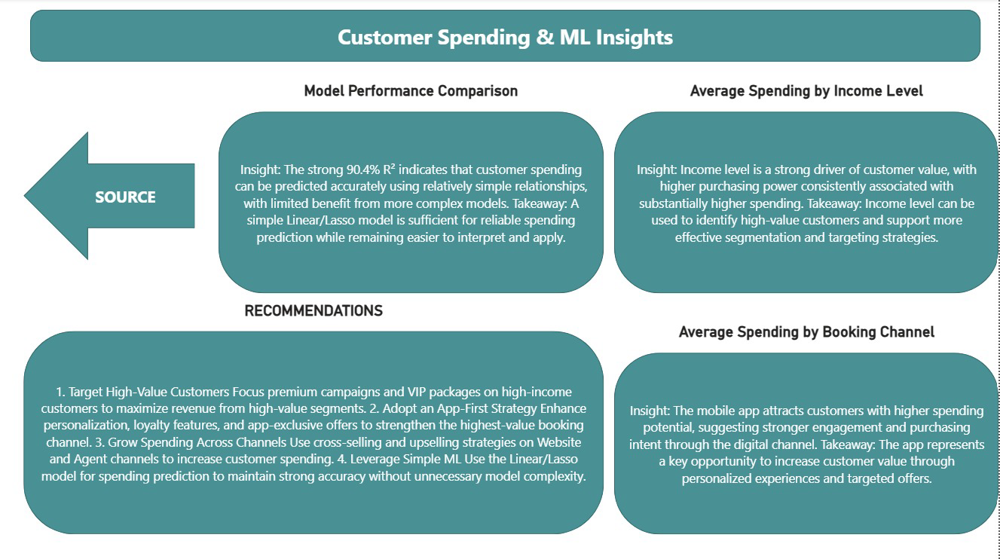 Customer Spending & ML Insights
Model Performance Comparison
Insight: The strong 90.4% R² indicates that customer spending
can be predicted accurately using relatively simple relationships,
with limited benefit from more complex models. Takeaway: A
simple Linear/Lasso model is sufficient for reliable spending
prediction while remaining easier to interpret and apply.
Average Spending by Income Level
Insight: Income level is a strong driver of customer value, with
higher purchasing power consistently associated with
substantially higher spending. Takeaway: Income level can be
used to identify high-value customers and support more
effective segmentation and targeting strategies.
SOURCE
RECOMMENDATIONS
1. Target High-Value Customers Focus premium campaigns and VIP packages on high-income
customers to maximize revenue from high-value segments. 2. Adopt an App-First Strategy Enhance
personalization, loyalty features, and app-exclusive offers to strengthen the highest-value booking
channel. 3. Grow Spending Across Channels Use cross-selling and upselling strategies on Website
and Agent channels to increase customer spending. 4. Leverage Simple ML Use the Linear/Lasso
model for spending prediction to maintain strong accuracy without unnecessary model complexity.
Average Spending by Booking Channel
Insight: The mobile app attracts customers with higher spending
potential, suggesting stronger engagement and purchasing
intent through the digital channel. Takeaway: The app represents
a key opportunity to increase customer value through
personalized experiences and targeted offers.